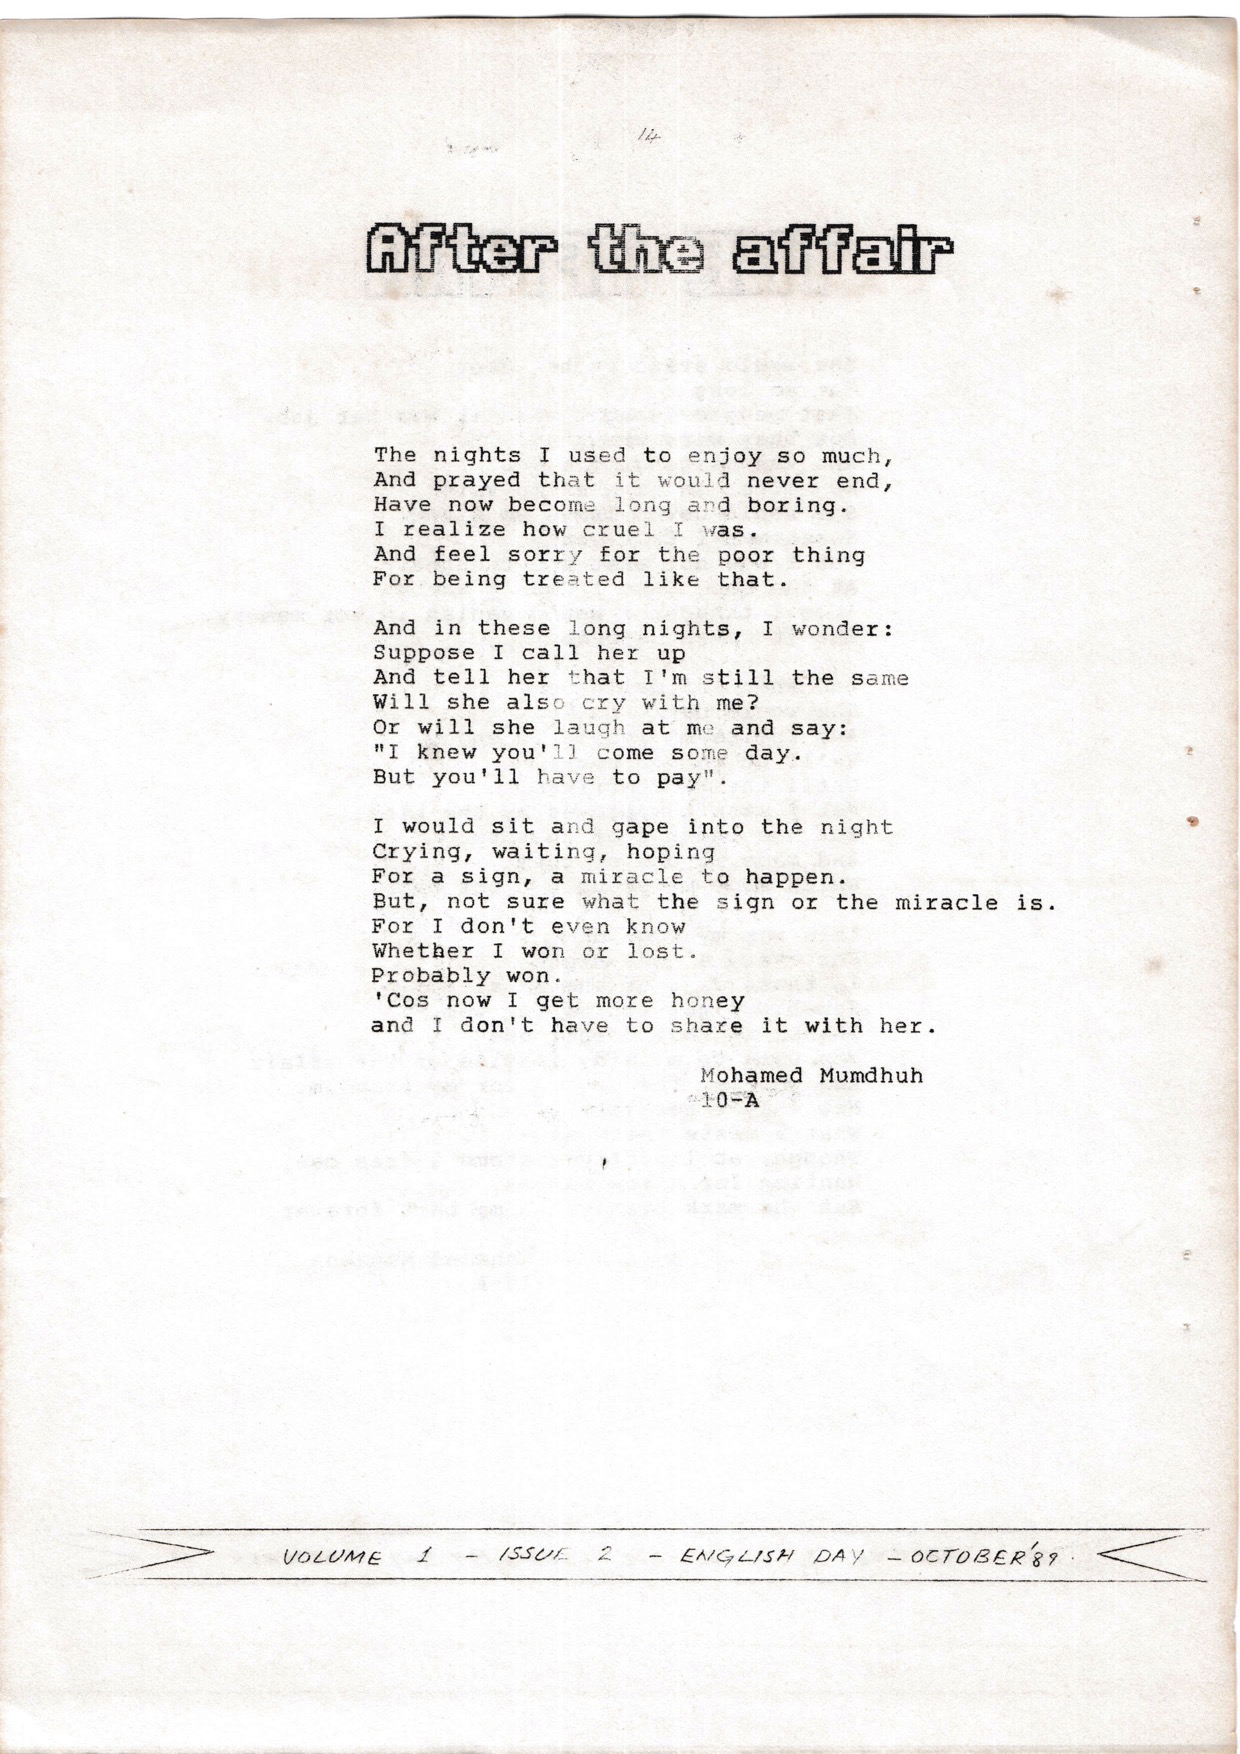 14
After the affair
The nights I used to enjoy so much,
And prayed that it would never end,
Have now become long and boring.
I realize how cruel I was.
And feel sorry for the poor thing
For being treated like that.
And in these long nights, I wonder:
Suppose I call her up
And tell her that I'm still the same
Will she also cry with me?
Or will she laugh at me and say:
"I knew you'll come some day.
But you'll have to pay".
I would sit and gape into the night
Crying, waiting, hoping
For a sign, a miracle to happen.
But, not sure what the sign or the miracle is.
For I don't even know
Whether I won or lost.
Probably won.
'Cos now I get more honey
and I don't have to share it with her.
Mohamed Mumdhuh
10-A
VOLUME 1 - ISSUE 2 - ENGLISH DAY - OCTOBER'89.